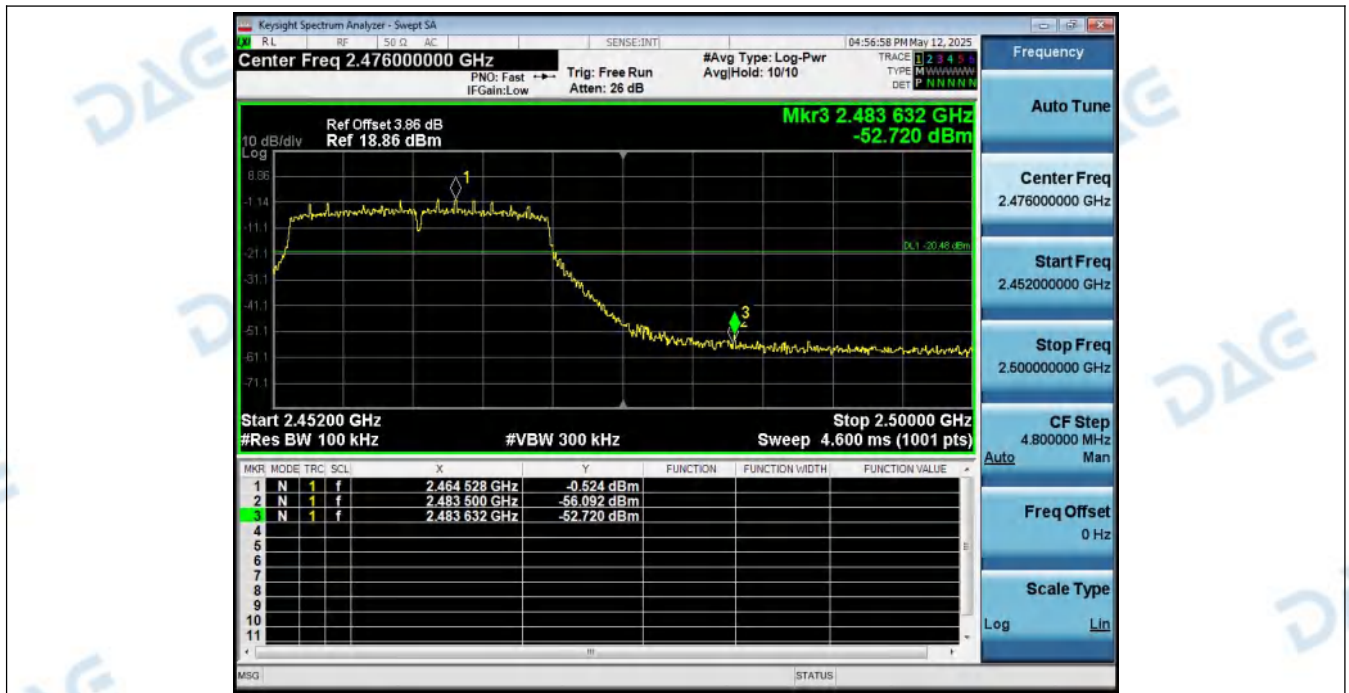 Keysight Spectrum Analyzer - Swept SA
LXI RL RF 50 Ω AC SENSE:INT 04:56:58 PM May 12, 2025
Center Freq 2.476000000 GHz
PNO: Fast
IFGain:Low
Trig: Free Run
Atten: 26 dB
#Avg Type: Log-Pwr
Avg|Hold: 10/10
TRACE 1 2 3 4 5 6
TYPE M WWWWW
DET P N N N N N
Mkr3 2.483 632 GHz
-52.720 dBm
Ref Offset 3.86 dB
10 dB/div Ref 18.86 dBm
Log
8.86
-1.14
-11.1
-21.1
-31.1
-41.1
-51.1
-61.1
-71.1
1
DL1 -20.48 dBm
3
2
Start 2.45200 GHz Stop 2.50000 GHz
#Res BW 100 kHz #VBW 300 kHz Sweep 4.600 ms (1001 pts)
MKR MODE TRC SCL X Y FUNCTION FUNCTION WIDTH FUNCTION VALUE
1 N 1 f 2.464 528 GHz -0.524 dBm
2 N 1 f 2.483 500 GHz -56.092 dBm
3 N 1 f 2.483 632 GHz -52.720 dBm
4
5
6
7
8
9
10
11
MSG STATUS
Frequency
Auto Tune
Center Freq
2.476000000 GHz
Start Freq
2.452000000 GHz
Stop Freq
2.500000000 GHz
CF Step
4.800000 MHz
Auto Man
Freq Offset
0 Hz
Scale Type
Log Lin
DAG
DAG
DAG
DAG